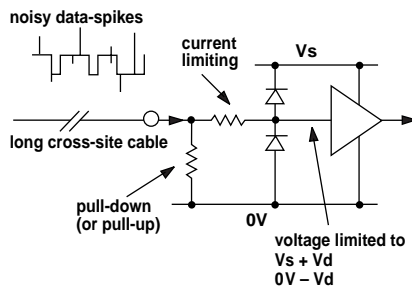 noisy data-spikes
current
limiting
Vs
long cross-site cable
pull-down
(or pull-up)
0V
voltage limited to
Vs + Vd
0V – Vd